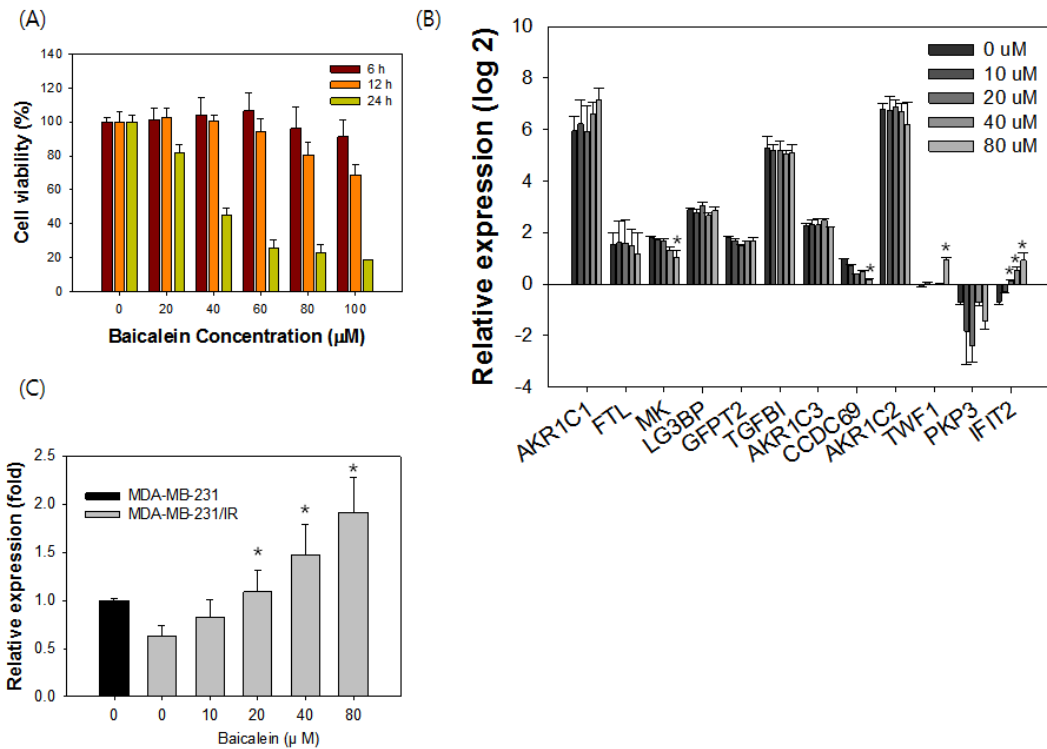 (A)
Cell viability (%)
140
120
100
80
60
40
20
0
6 h
12 h
24 h
0 20 40 60 80 100
Baicalein Concentration (μM)
(B)
Relative expression (log 2)
10
8
6
4
2
0
-2
-4
0 uM
10 uM
20 uM
40 uM
80 uM
* * * * * *
AKR1C1 FTL MK LG3BP GFPT2 TGFBI AKR1C3 CCDC69 AKR1C2 TWF1 PKP3 IFIT2
(C)
Relative expression (fold)
2.5
2.0
1.5
1.0
0.5
0.0
MDA-MB-231
MDA-MB-231/IR
* * *
0 0 10 20 40 80
Baicalein (μ M)